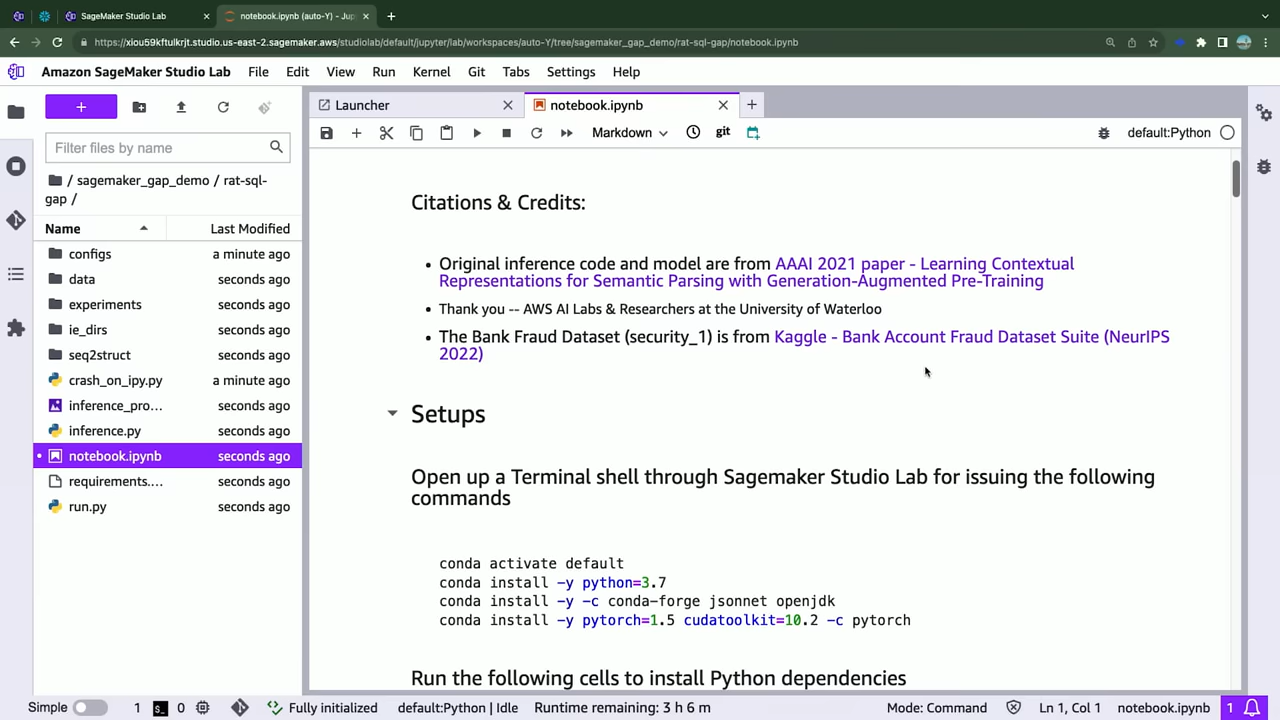 SageMaker Studio Lab
notebook.ipynb (auto-Y) - Jup
https://xiou59kftulkrjt.studio.us-east-2.sagemaker.aws/studiolab/default/jupyter/lab/workspaces/auto-Y/tree/sagemaker_gap_demo/rat-sql-gap/notebook.ipynb
Amazon SageMaker Studio Lab File Edit View Run Kernel Git Tabs Settings Help
Launcher
notebook.ipynb
Markdown
git
default:Python
Filter files by name
/ sagemaker_gap_demo / rat-sql-
gap /
Name Last Modified
configs a minute ago
data seconds ago
experiments seconds ago
ie_dirs seconds ago
seq2struct seconds ago
crash_on_ipy.py a minute ago
inference_pro... seconds ago
inference.py seconds ago
notebook.ipynb seconds ago
requirements.... seconds ago
run.py seconds ago
Citations & Credits:
• Original inference code and model are from AAAI 2021 paper - Learning Contextual
Representations for Semantic Parsing with Generation-Augmented Pre-Training
• Thank you -- AWS AI Labs & Researchers at the University of Waterloo
• The Bank Fraud Dataset (security_1) is from Kaggle - Bank Account Fraud Dataset Suite (NeurIPS
2022)
Setups
Open up a Terminal shell through Sagemaker Studio Lab for issuing the following
commands
conda activate default
conda install -y python=3.7
conda install -y -c conda-forge jsonnet openjdk
conda install -y pytorch=1.5 cudatoolkit=10.2 -c pytorch
Run the following cells to install Python dependencies
Simple 1 0 Fully initialized default:Python | Idle Runtime remaining: 3 h 6 m Mode: Command Ln 1, Col 1 notebook.ipynb 1